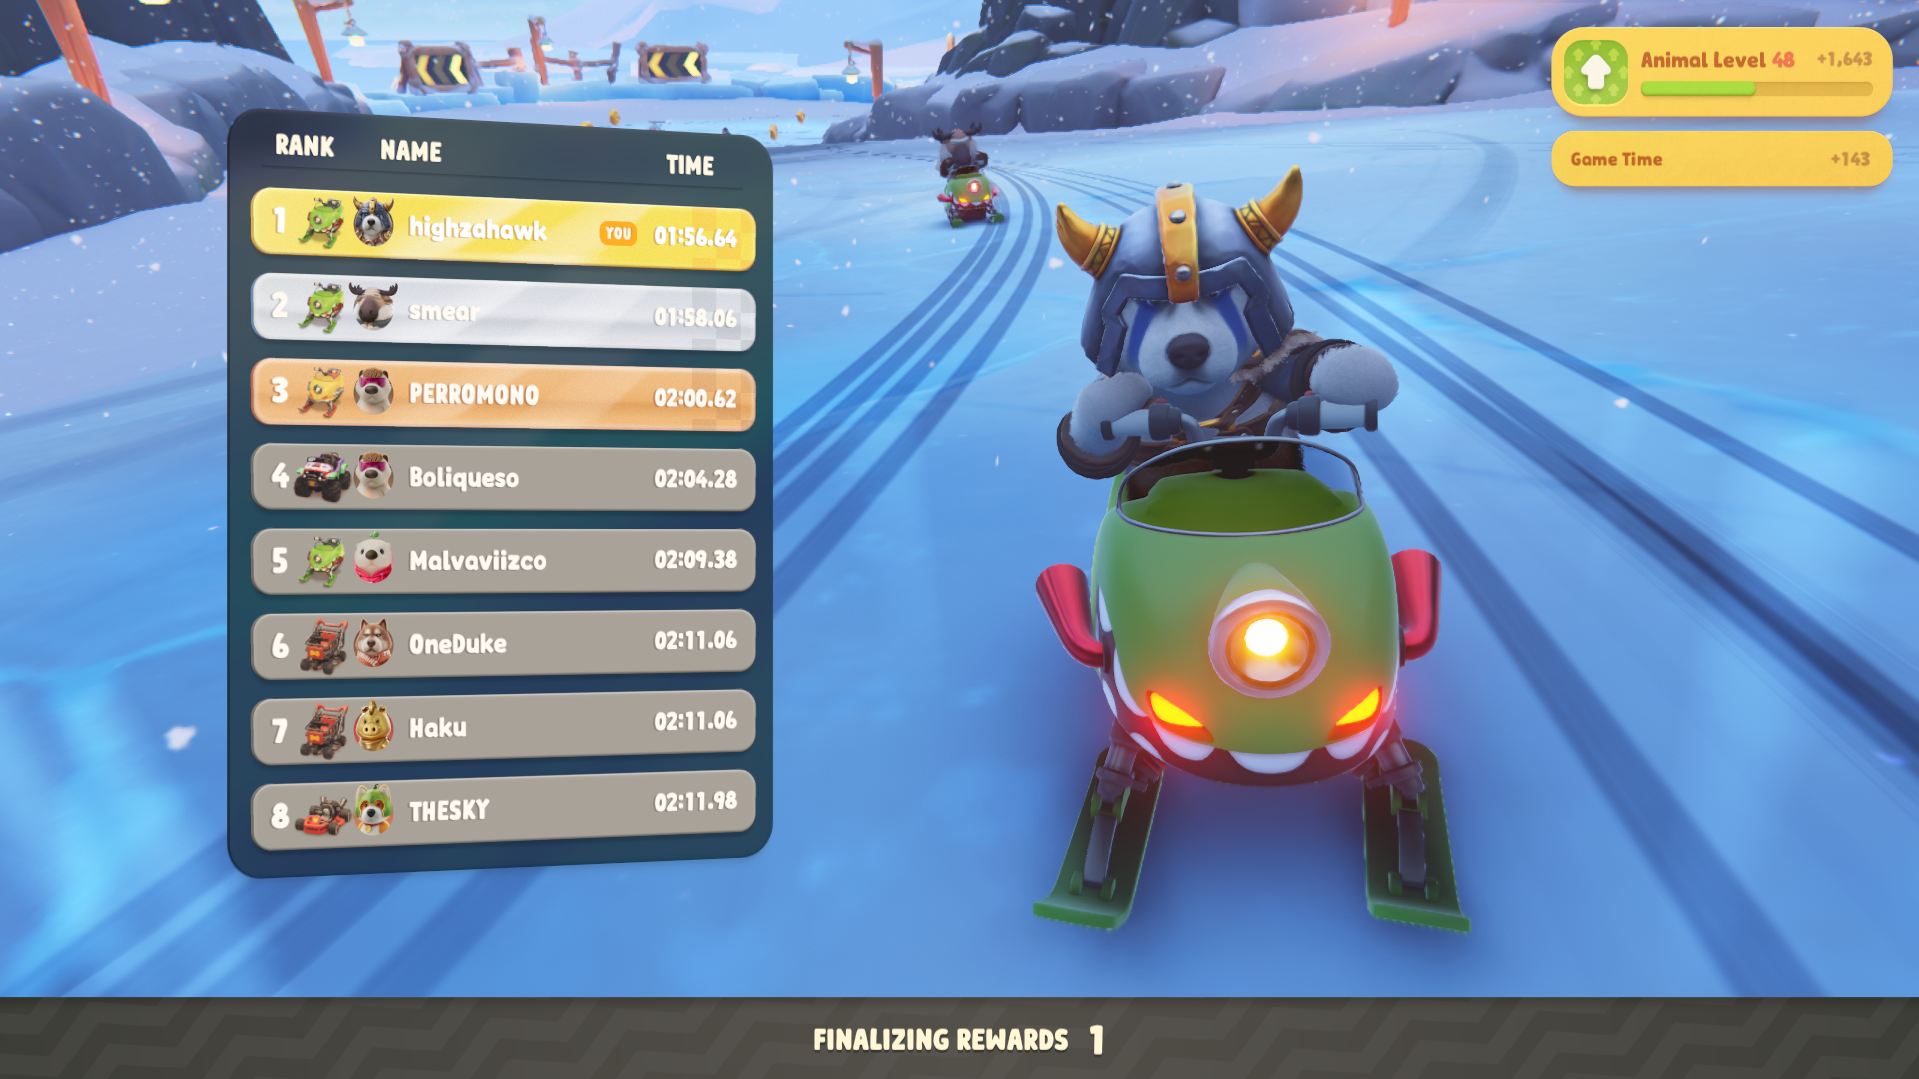 RANK NAME TIME
1 highzahawk YOU 01:56.64
2 smear 01:58.06
3 PERROMONO 02:00.62
4 Boliqueso 02:04.28
5 Malvaviizco 02:09.38
6 OneDuke 02:11.06
7 Haku 02:11.06
8 THESKY 02:11.98
Animal Level 48 +1,643
Game Time +143
FINALIZING REWARDS 1